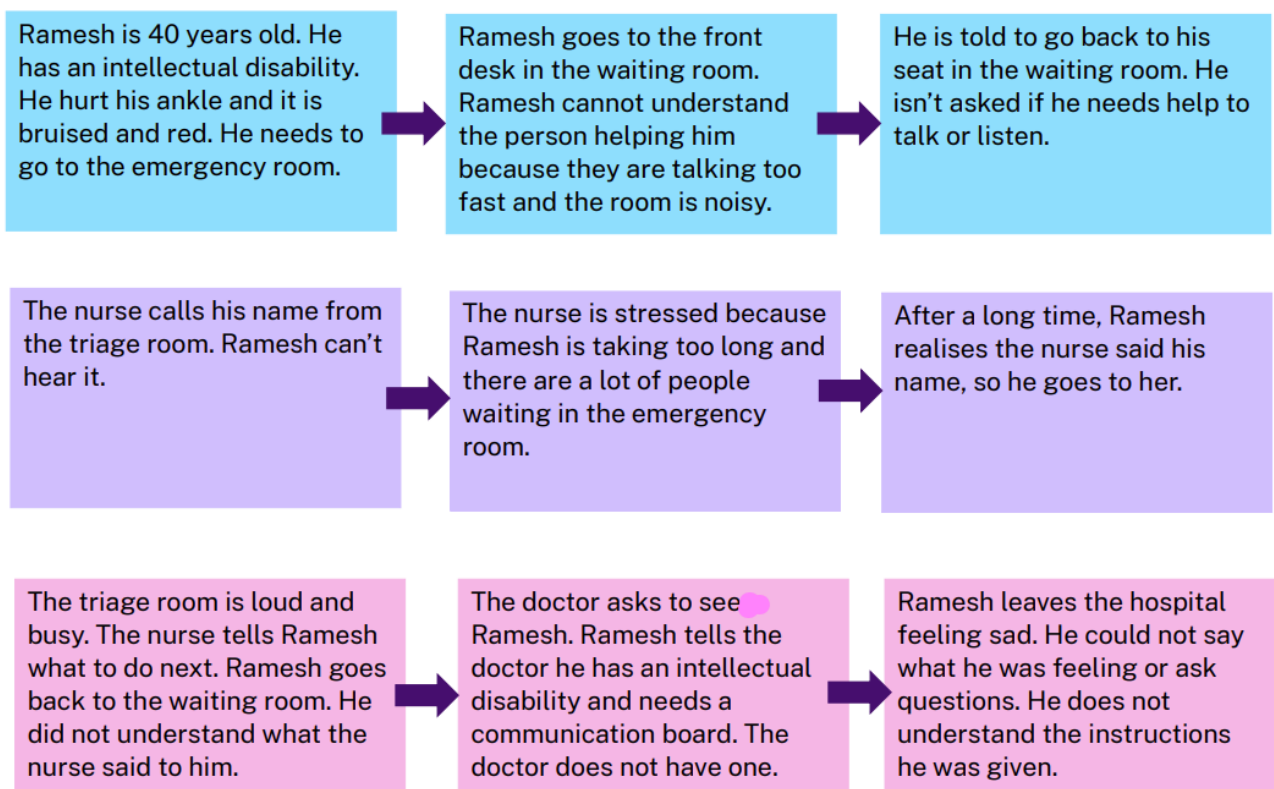 Ramesh is 40 years old. He
has an intellectual disability.
He hurt his ankle and it is
bruised and red. He needs to
go to the emergency room.
Ramesh goes to the front
desk in the waiting room.
Ramesh cannot understand
the person helping him
because they are talking too
fast and the room is noisy.
He is told to go back to his
seat in the waiting room. He
isn't asked if he needs help to
talk or listen.
The nurse calls his name from
the triage room. Ramesh can't
hear it.
The nurse is stressed because
Ramesh is taking too long and
there are a lot of people
waiting in the emergency
room.
After a long time, Ramesh
realises the nurse said his
name, so he goes to her.
The triage room is loud and
busy. The nurse tells Ramesh
what to do next. Ramesh goes
back to the waiting room. He
did not understand what the
nurse said to him.
The doctor asks to see
Ramesh. Ramesh tells the
doctor he has an intellectual
disability and needs a
communication board. The
doctor does not have one.
Ramesh leaves the hospital
feeling sad. He could not say
what he was feeling or ask
questions. He does not
understand the instructions
he was given.